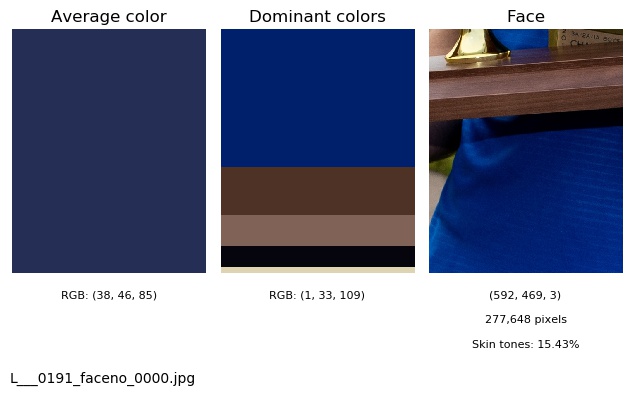 Average color
Dominant colors
Face
RGB: (38, 46, 85)
RGB: (1, 33, 109)
(592, 469, 3)
277,648 pixels
Skin tones: 15.43%
L___0191_faceno_0000.jpg